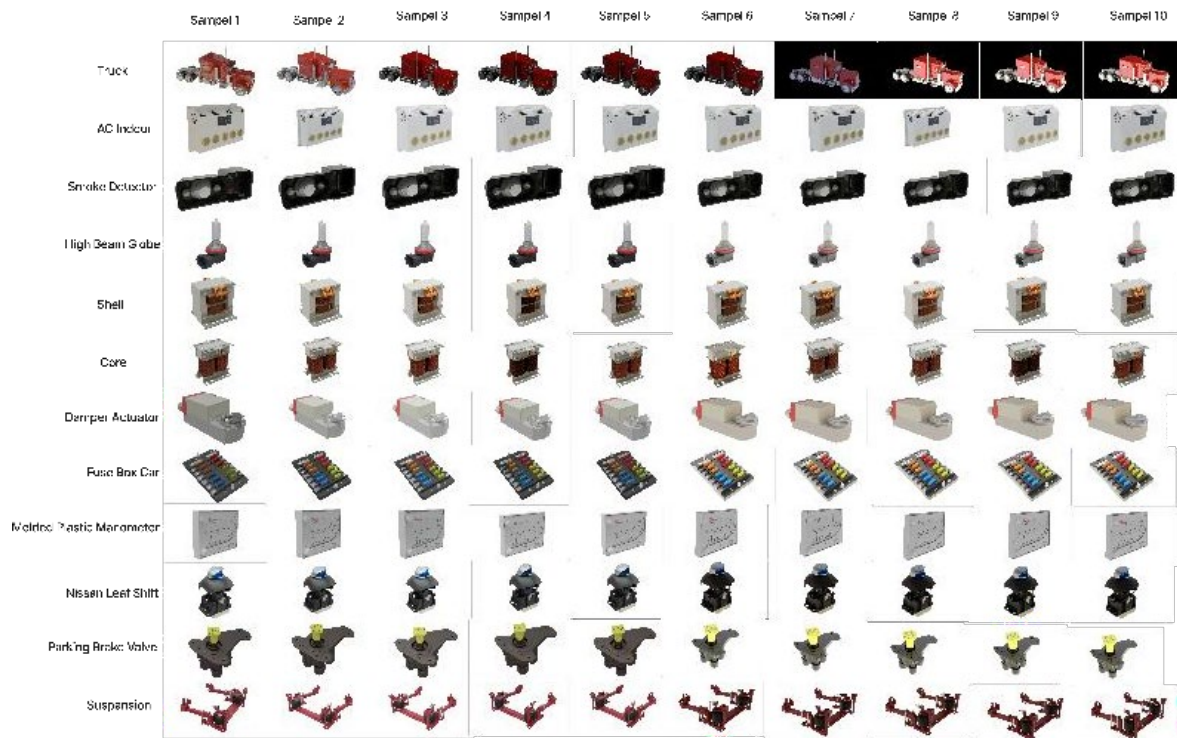 Sampel 1 Sampel 2 Sampel 3 Sampel 4 Sampel 5 Sampel 6 Sampel 7 Sampel 8 Sampel 9 Sampel 10
Truck
AC Indoor
Smoke Detector
High Beam Globe
Shell
Core
Damper Actuator
Fuse Box Car
Molded Plastic Manometer
Nissan Leaf Shift
Parking Brake Valve
Suspension